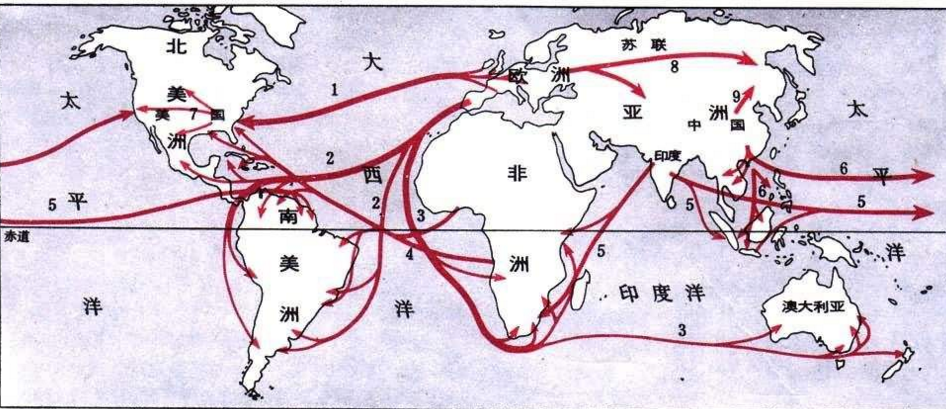 北
美
洲
美 7 国
大
西
洋
太
平
洋
5
赤道
南
美
洲
1
2
2
3
4
欧 洲
非
洲
苏 联
8
亚 洲
9
中 国
印度
5
6
6
5
5
印 度 洋
3
澳大利亚
太
平
洋